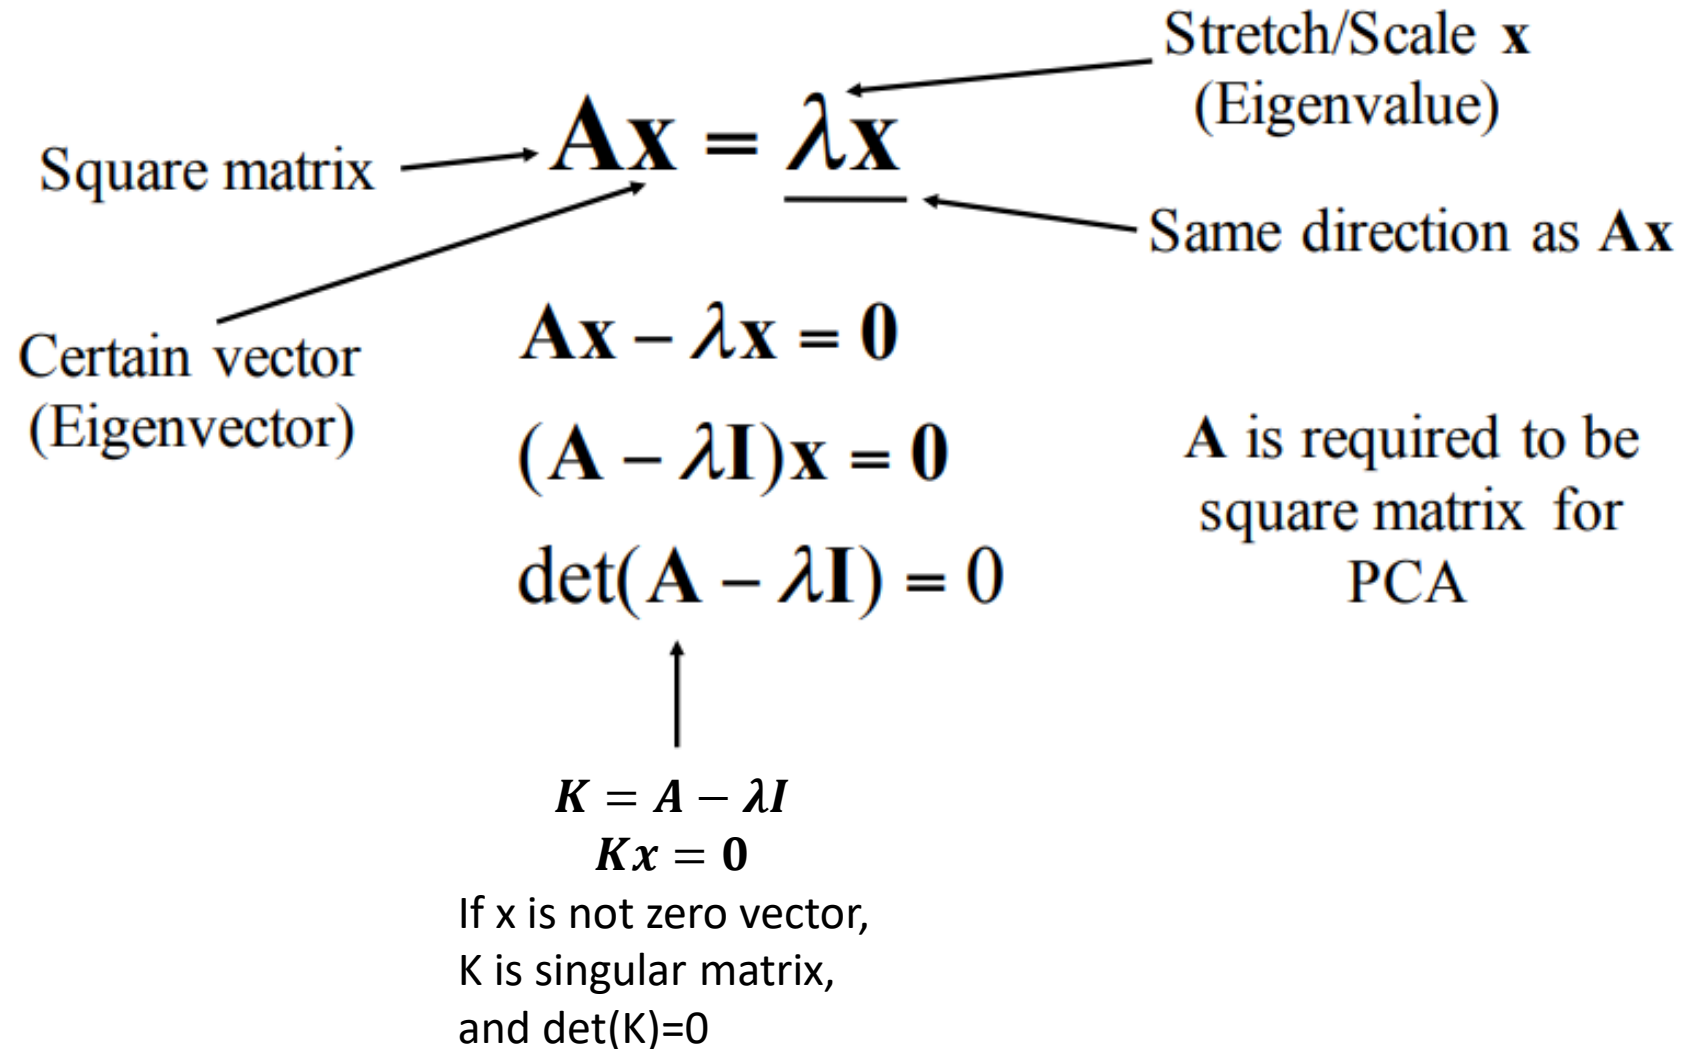 Stretch/Scale x
(Eigenvalue)
Ax = λx
Square matrix
Same direction as Ax
Certain vector
(Eigenvector)
Ax − λx = 0
(A − λI)x = 0
det(A − λI) = 0
A is required to be
square matrix for
PCA
K = A − λI
Kx = 0
If x is not zero vector,
K is singular matrix,
and det(K)=0